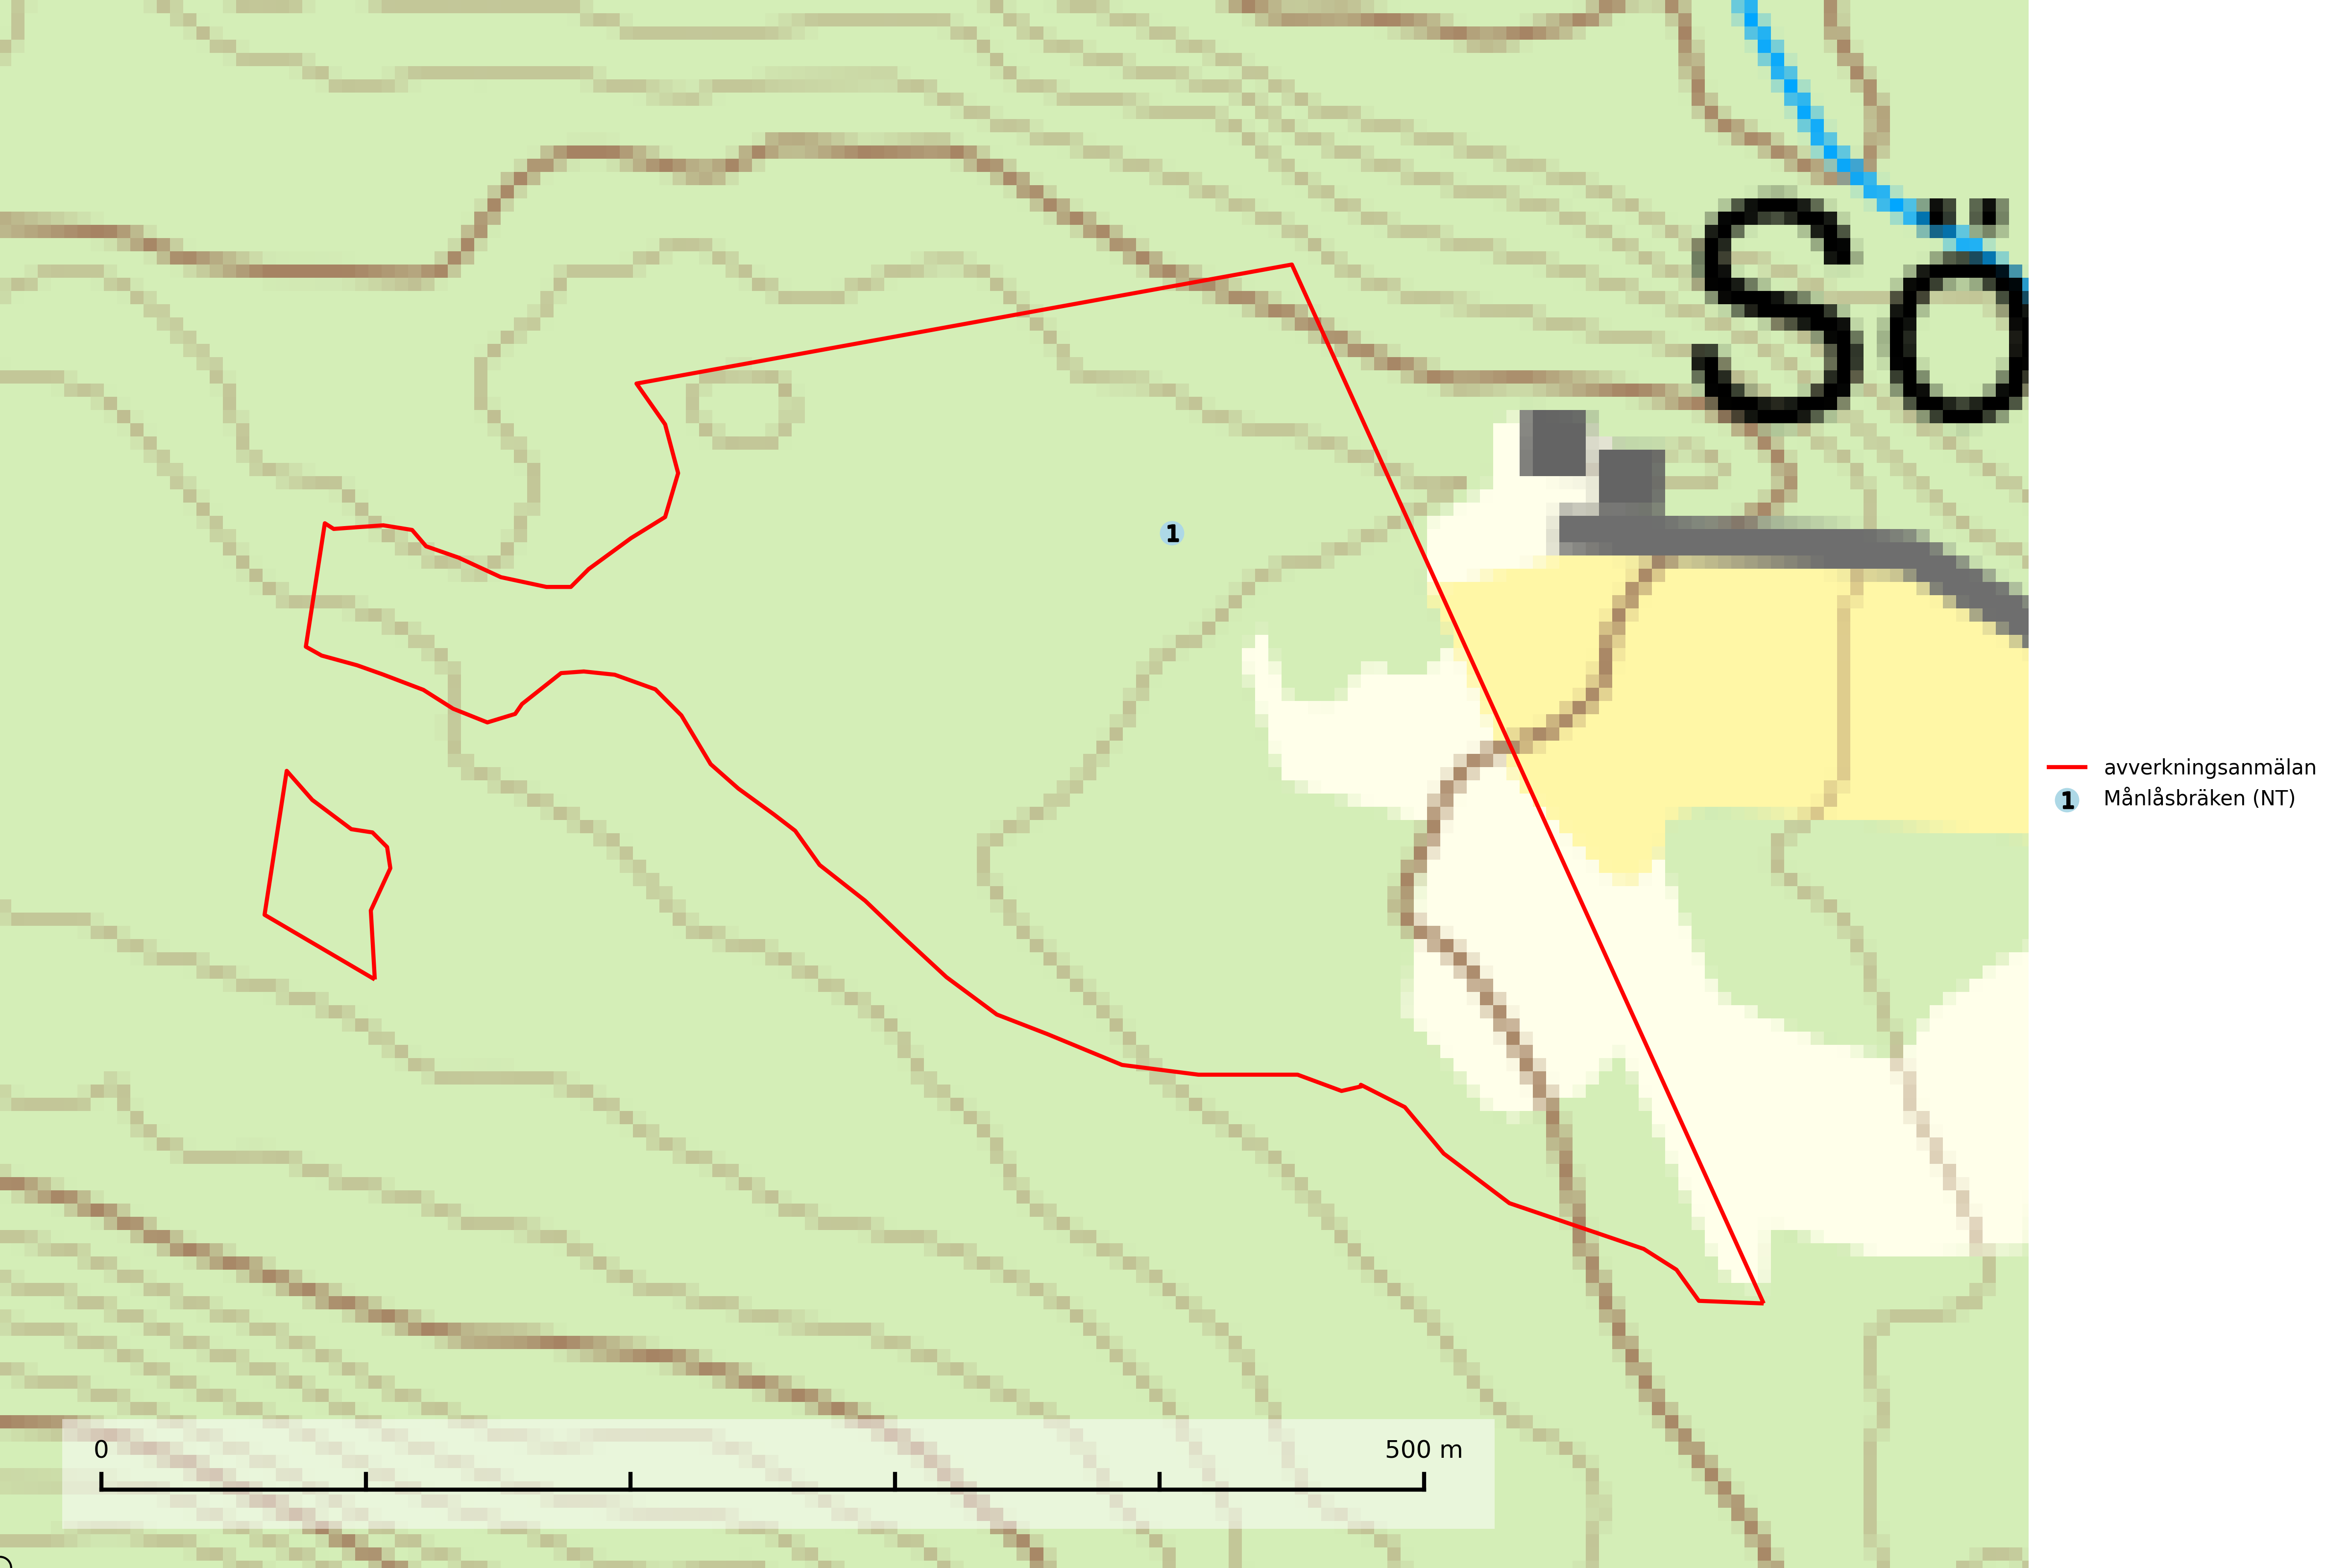 Sö
1
avverkningsanmälan
1 Månlåsbräken (NT)
0 500 m